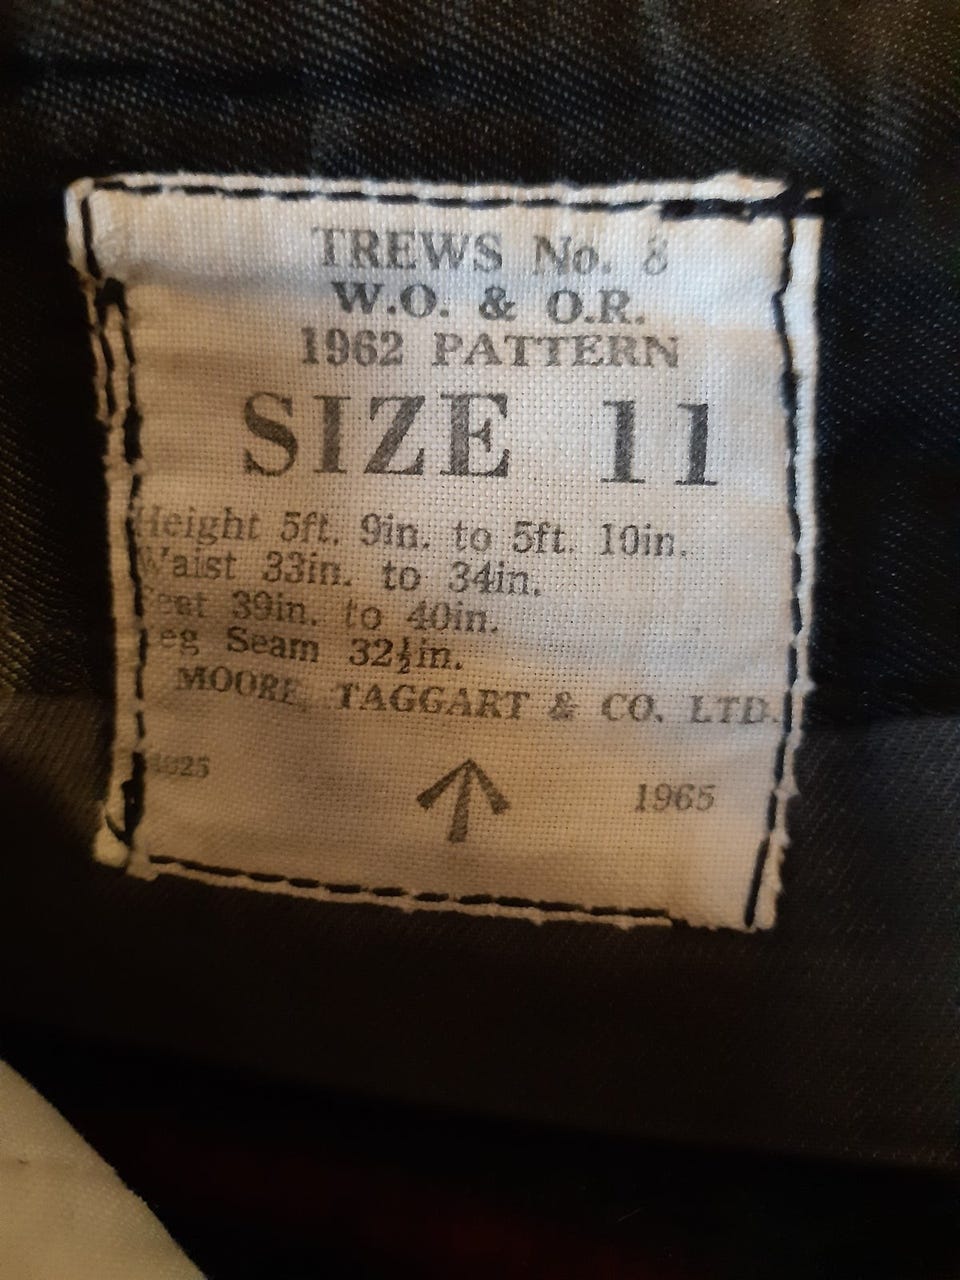 TREWS No. 8
W.O. & O.R.
1962 PATTERN
SIZE 11
Height 5ft. 9in. to 5ft. 10in.
Waist 33in. to 34in.
Seat 39in. to 40in.
Leg Seam 32½in.
MOORE, TAGGART & CO. LTD.
1965